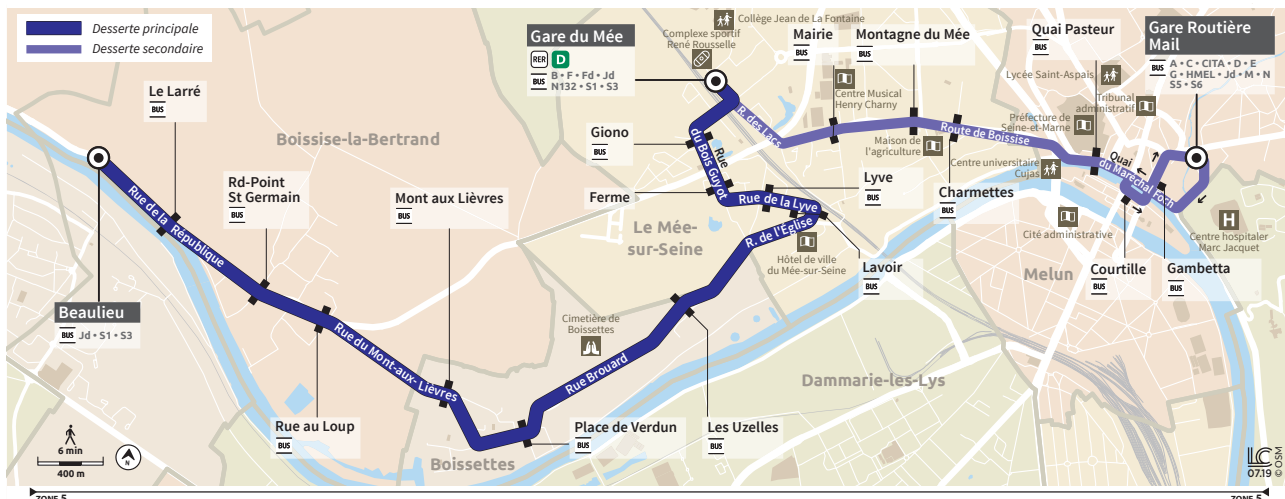 Desserte principale
Desserte secondaire
Gare du Mée
RER D
BUS B • F • Fd • Jd
N132 • S1 • S3
Collège Jean de La Fontaine
Complexe sportif
René Rousselle
Mairie
BUS
Montagne du Mée
BUS
Quai Pasteur
BUS
Gare Routière
Mail
BUS A • C • CITA • D • E
G • HMEL • Jd • M • N
S5 • S6
Lycée Saint-Aspais
Tribunal
administratif
Préfecture de
Seine-et-Marne
Centre Musical
Henry Charny
Maison de
l'agriculture
Centre universitaire
Cujas
Le Larré
BUS
Boissise-la-Bertrand
Giono
BUS
R. des Lacs
Route de Boissise
Quai
du Maréchal Foch
Rue
du Bois Guyot
Ferme
Rue de la Lyve
Lyve
BUS
Charmettes
BUS
Rd-Point
St Germain
BUS
Mont aux Lièvres
BUS
Rue de la République
Le Mée-
sur-Seine
R. de l'Église
Hôtel de ville
du Mée-sur-Seine
Lavoir
BUS
Cité administrative
Melun
Courtille
BUS
Gambetta
BUS
H
Centre hospitaler
Marc Jacquet
Beaulieu
BUS Jd • S1 • S3
Cimetière de
Boissettes
Rue du Mont-aux-Lièvres
Rue Brouard
Dammarie-les-Lys
Rue au Loup
BUS
Place de Verdun
BUS
Les Uzelles
BUS
Boissettes
6 min
400 m
N
LC
07.19
© OSM
ZONE 5
ZONE 5